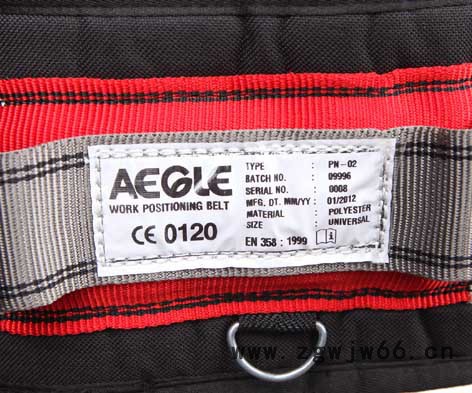 AEGLE
WORK POSITIONING BELT
CE 0120
TYPE : PN-02
BATCH NO. : 09996
SERIAL NO. : 0008
MFG. DT. MM/YY : 01/2012
MATERIAL : POLYESTER
SIZE : UNIVERSAL
EN 358 : 1999 i
www.zgwjw66.cn